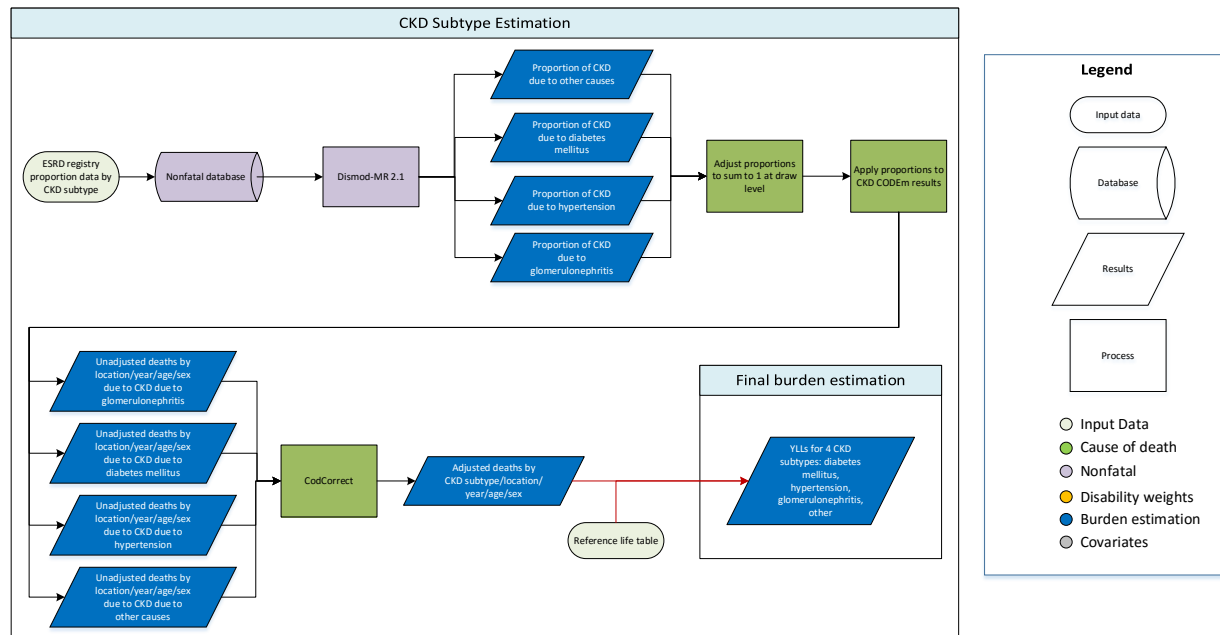 CKD Subtype Estimation
Proportion of CKD
due to other causes
Proportion of CKD
due to diabetes
mellitus
Proportion of CKD
due to hypertension
Proportion of CKD
due to
glomerulonephritis
ESRD registry
proportion data by
CKD subtype
Nonfatal database
Dismod-MR 2.1
Adjust proportions
to sum to 1 at draw
level
Apply proportions to
CKD CODEm results
Unadjusted deaths by
location/year/age/sex
due to CKD due to
glomerulonephritis
Unadjusted deaths by
location/year/age/sex
due to CKD due to
diabetes mellitus
Unadjusted deaths by
location/year/age/sex
due to CKD due to
hypertension
Unadjusted deaths by
location/year/age/sex
due to CKD due to
other causes
CodCorrect
Adjusted deaths by
CKD subtype/location/
year/age/sex
Reference life table
Final burden estimation
YLLs for 4 CKD
subtypes: diabetes
mellitus,
hypertension,
glomerulonephritis,
other
Legend
Input data
Database
Results
Process
Input Data
Cause of death
Nonfatal
Disability weights
Burden estimation
Covariates